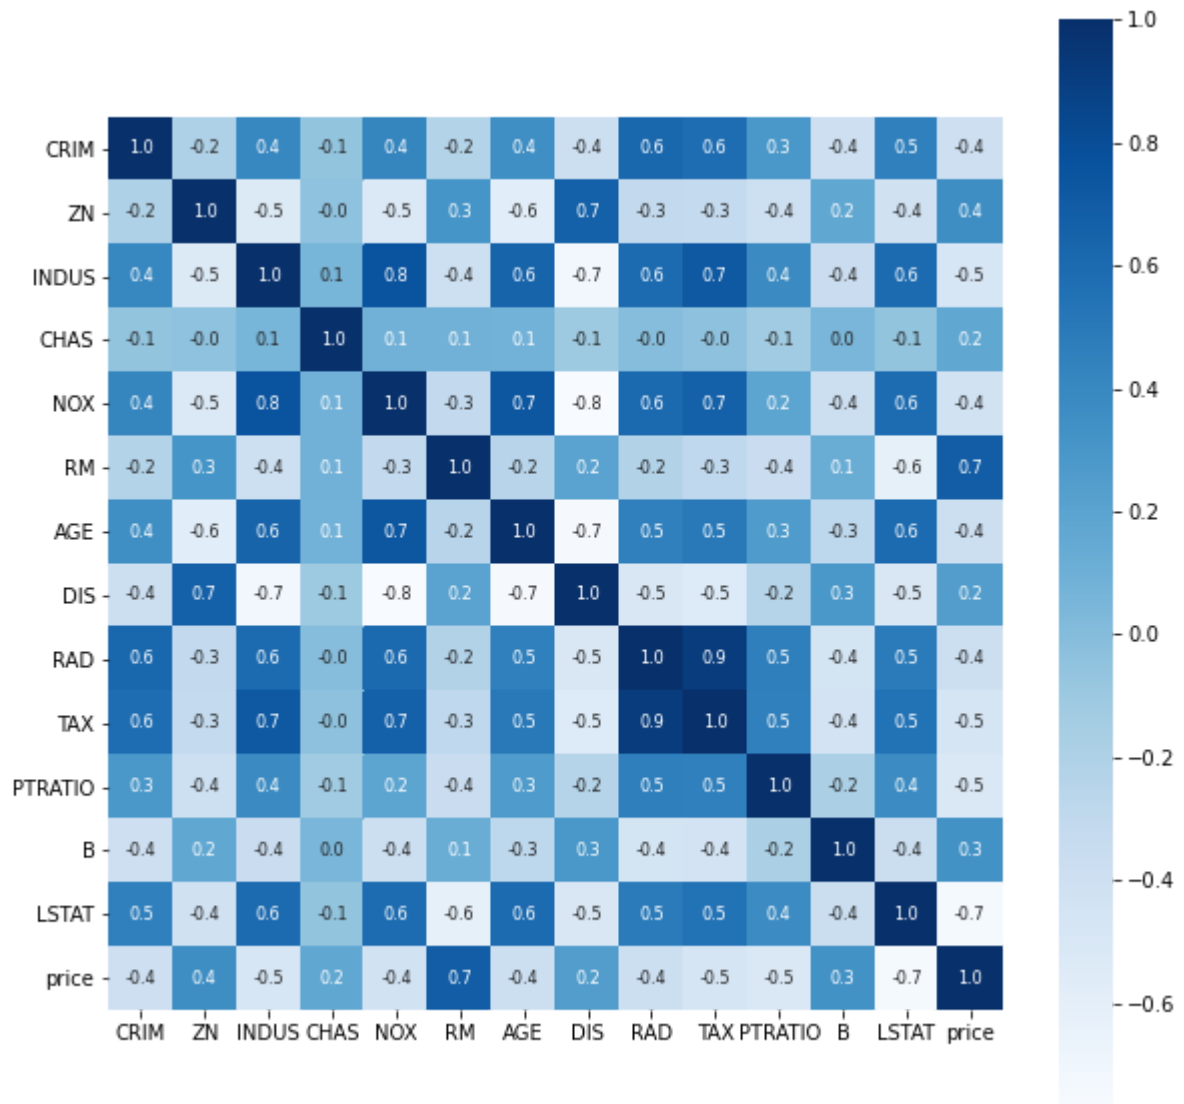 1.0
CRIM 1.0 -0.2 0.4 -0.1 0.4 -0.2 0.4 -0.4 0.6 0.6 0.3 -0.4 0.5 -0.4
0.8
ZN -0.2 1.0 -0.5 -0.0 -0.5 0.3 -0.6 0.7 -0.3 -0.3 -0.4 0.2 -0.4 0.4
INDUS 0.4 -0.5 1.0 0.1 0.8 -0.4 0.6 -0.7 0.6 0.7 0.4 -0.4 0.6 -0.5
0.6
CHAS -0.1 -0.0 0.1 1.0 0.1 0.1 0.1 -0.1 -0.0 -0.0 -0.1 0.0 -0.1 0.2
NOX 0.4 -0.5 0.8 0.1 1.0 -0.3 0.7 -0.8 0.6 0.7 0.2 -0.4 0.6 -0.4
0.4
RM -0.2 0.3 -0.4 0.1 -0.3 1.0 -0.2 0.2 -0.2 -0.3 -0.4 0.1 -0.6 0.7
0.2
AGE 0.4 -0.6 0.6 0.1 0.7 -0.2 1.0 -0.7 0.5 0.5 0.3 -0.3 0.6 -0.4
DIS -0.4 0.7 -0.7 -0.1 -0.8 0.2 -0.7 1.0 -0.5 -0.5 -0.2 0.3 -0.5 0.2
0.0
RAD 0.6 -0.3 0.6 -0.0 0.6 -0.2 0.5 -0.5 1.0 0.9 0.5 -0.4 0.5 -0.4
TAX 0.6 -0.3 0.7 -0.0 0.7 -0.3 0.5 -0.5 0.9 1.0 0.5 -0.4 0.5 -0.5
−0.2
PTRATIO 0.3 -0.4 0.4 -0.1 0.2 -0.4 0.3 -0.2 0.5 0.5 1.0 -0.2 0.4 -0.5
B -0.4 0.2 -0.4 0.0 -0.4 0.1 -0.3 0.3 -0.4 -0.4 -0.2 1.0 -0.4 0.3
−0.4
LSTAT 0.5 -0.4 0.6 -0.1 0.6 -0.6 0.6 -0.5 0.5 0.5 0.4 -0.4 1.0 -0.7
price -0.4 0.4 -0.5 0.2 -0.4 0.7 -0.4 0.2 -0.4 -0.5 -0.5 0.3 -0.7 1.0
−0.6
CRIM ZN INDUS CHAS NOX RM AGE DIS RAD TAX PTRATIO B LSTAT price